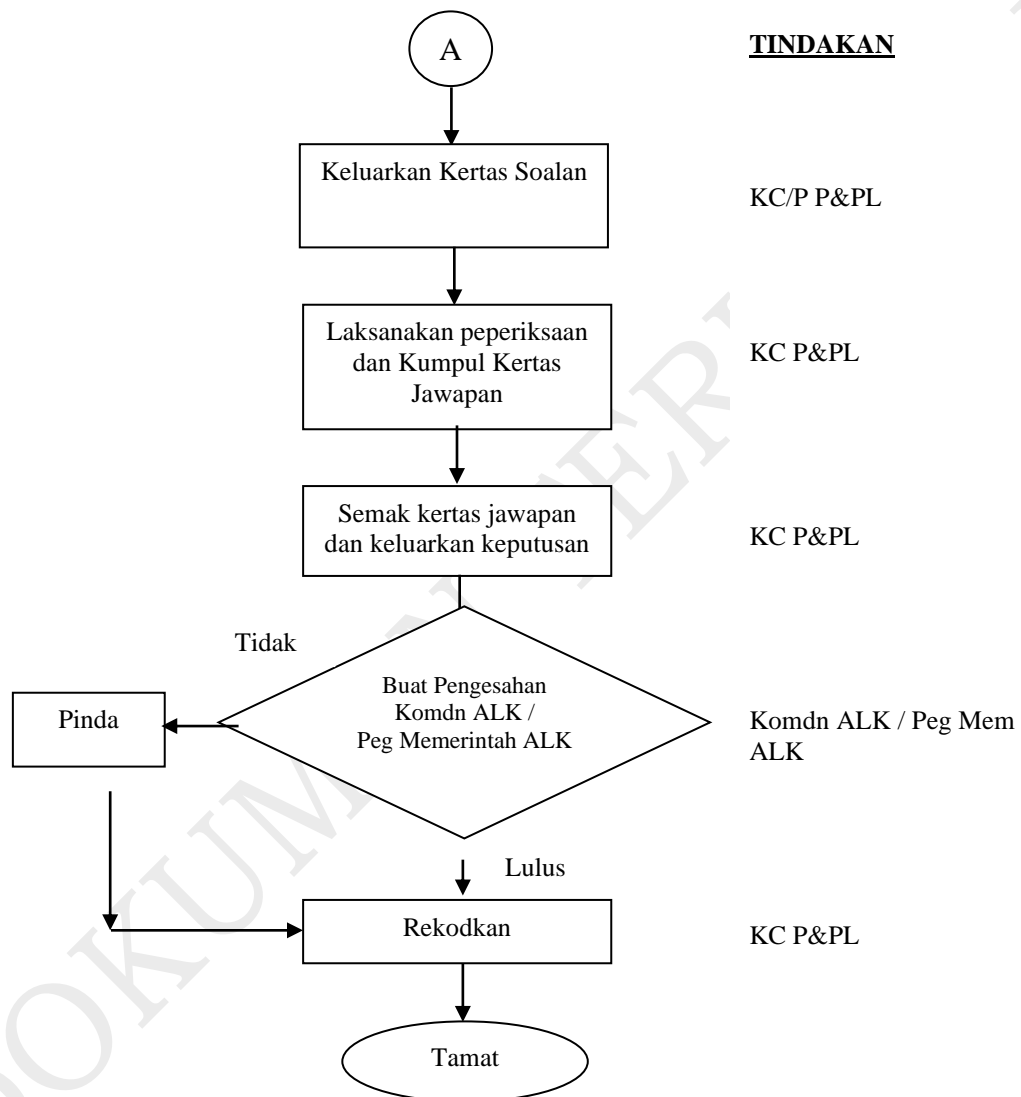 A
TINDAKAN
Keluarkan Kertas Soalan
KC/P P&PL
Laksanakan peperiksaan
dan Kumpul Kertas
Jawapan
KC P&PL
Semak kertas jawapan
dan keluarkan keputusan
KC P&PL
Tidak
Buat Pengesahan
Komdn ALK /
Peg Memerintah ALK
Pinda
Komdn ALK / Peg Mem
ALK
Lulus
Rekodkan
KC P&PL
Tamat